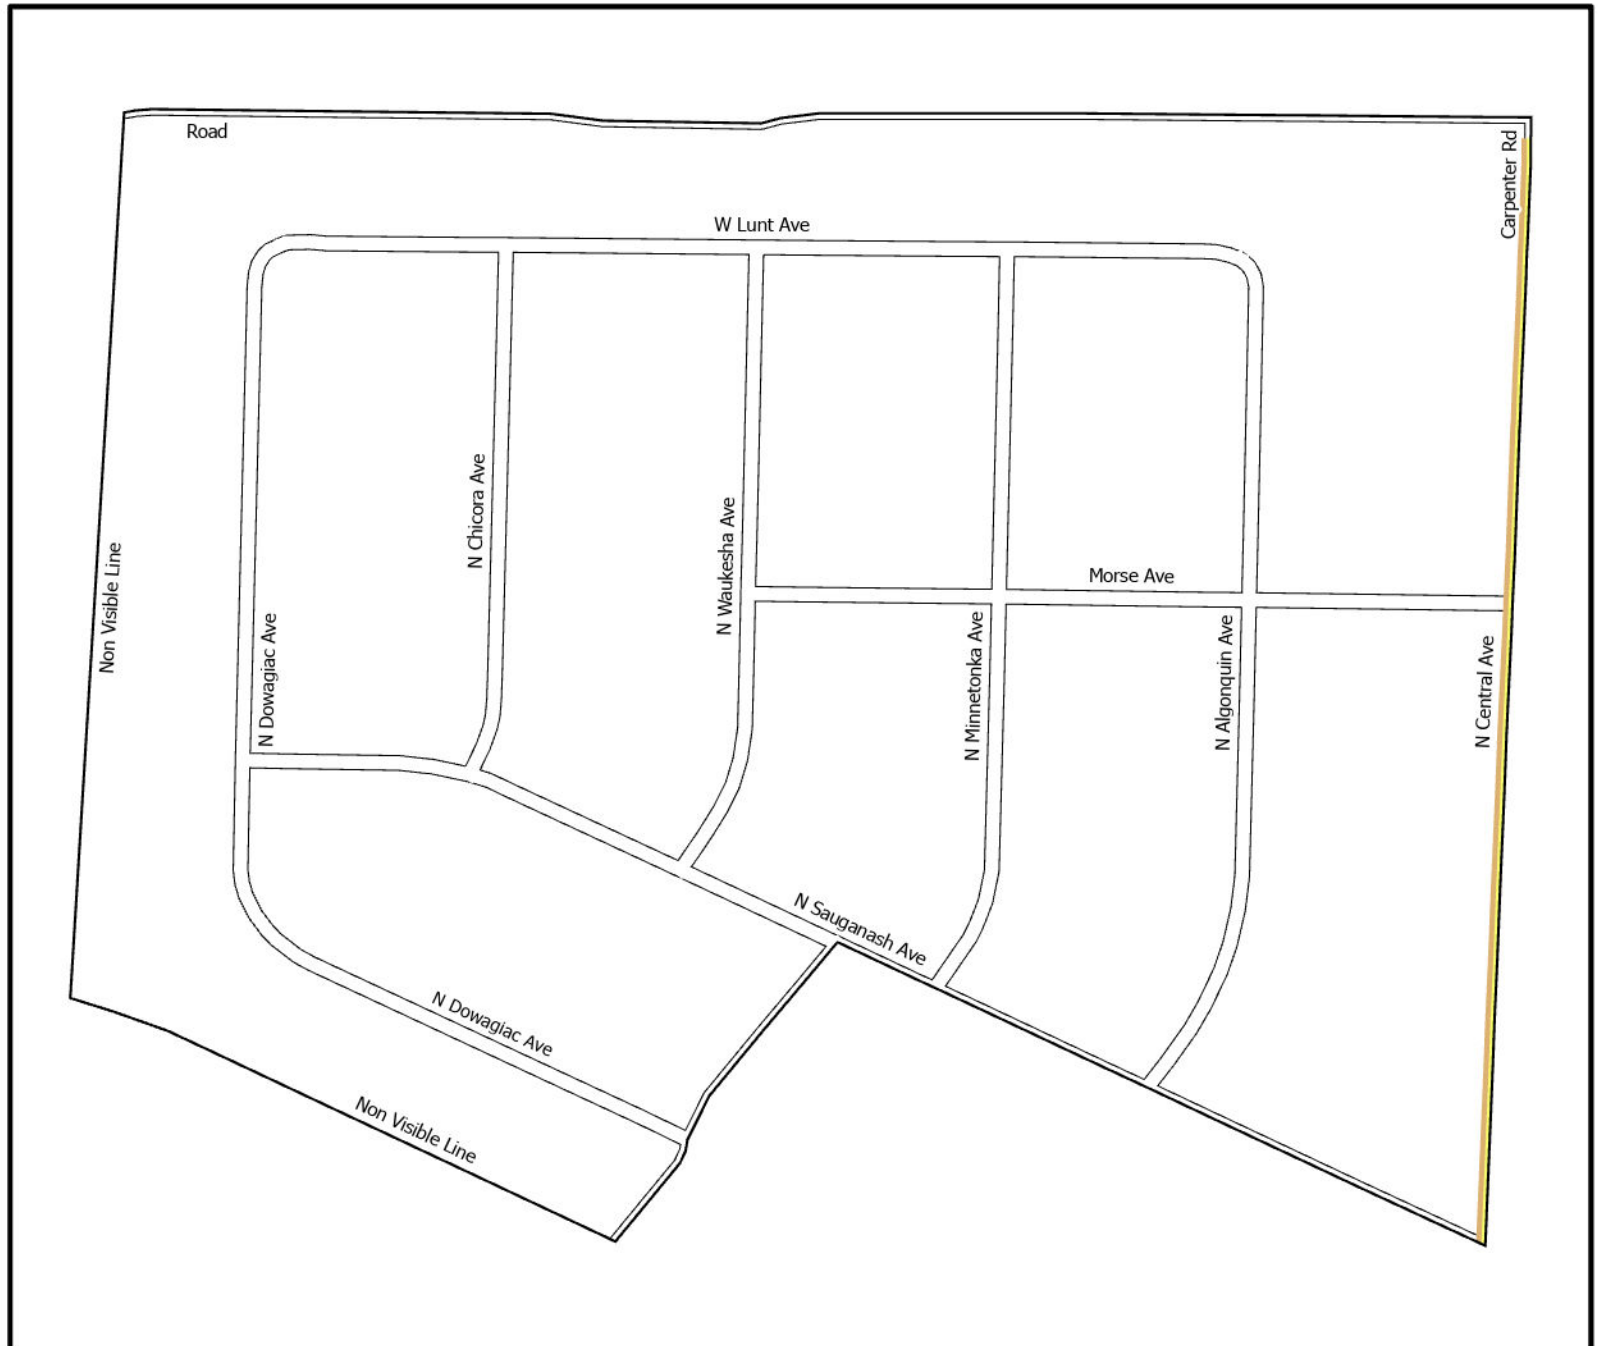 Road
Carpenter Rd
W Lunt Ave
N Chicora Ave
N Waukesha Ave
Non Visible Line
Morse Ave
N Dowagiac Ave
N Minnetonka Ave
N Algonquin Ave
N Central Ave
N Sauganash Ave
N Dowagiac Ave
Non Visible Line